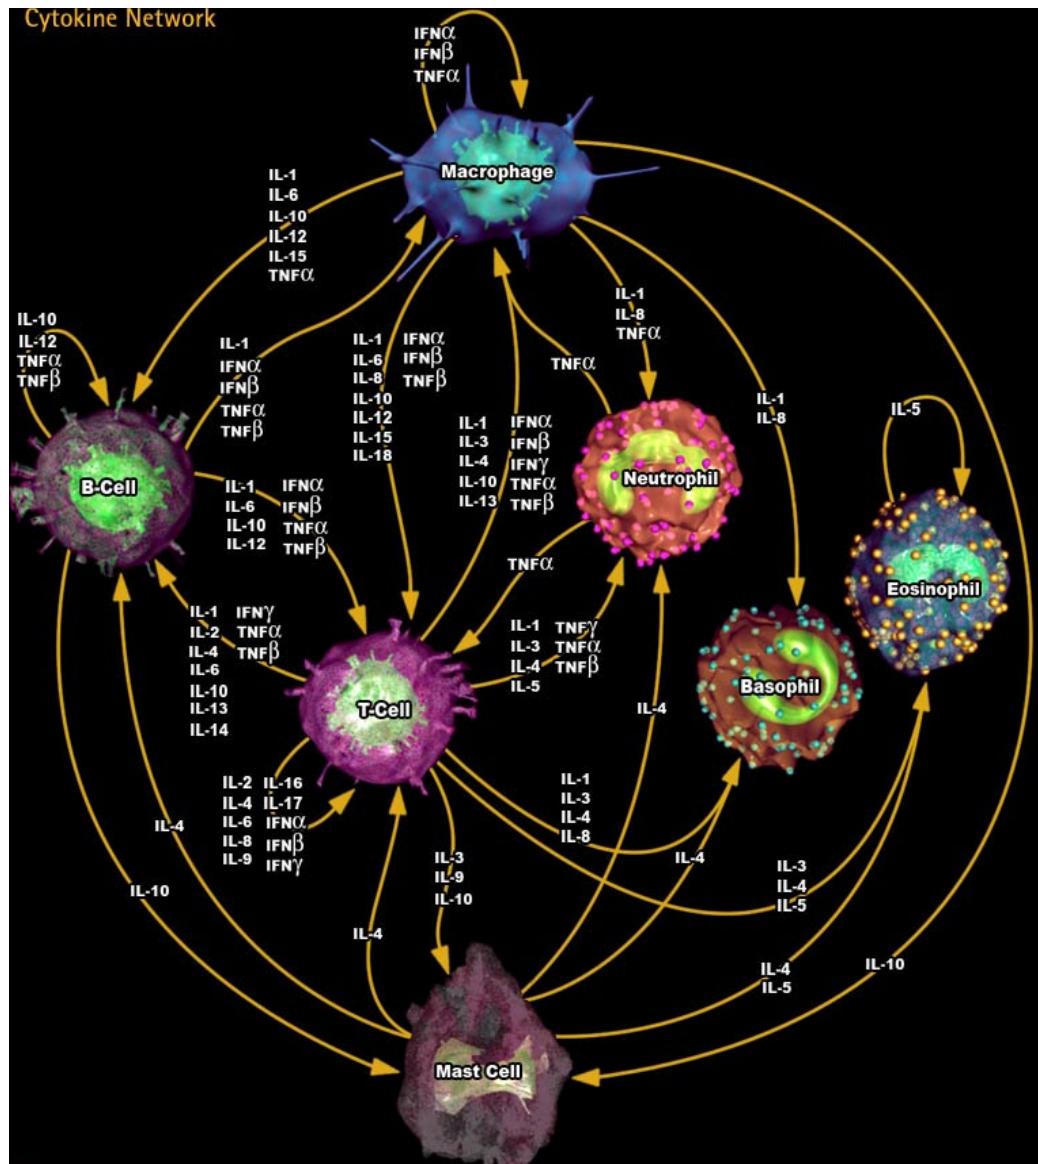 Cytokine Network
IFNα
IFNβ
TNFα
Macrophage
IL-1
IL-6
IL-10
IL-12
IL-15
TNFα
IL-1
IL-8
TNFα
IL-10
IL-12
TNFα
TNFβ
IL-1
IFNα
IFNβ
TNFα
TNFβ
IL-1
IL-6
IL-8
IL-10
IL-12
IL-15
IL-18
IFNα
IFNβ
TNFβ
TNFα
IL-1
IL-8
IL-5
IL-1
IL-3
IL-4
IL-10
IL-13
IFNα
IFNβ
IFNγ
TNFα
TNFβ
Neutrophil
B-Cell
IL-1
IL-6
IL-10
IL-12
IFNα
IFNβ
TNFα
TNFβ
TNFα
Eosinophil
IL-1
IL-2
IL-4
IL-6
IL-10
IL-13
IL-14
IFNγ
TNFα
TNFβ
IL-1
IL-3
IL-4
IL-5
TNFγ
TNFα
TNFβ
Basophil
T-Cell
IL-4
IL-2
IL-4
IL-6
IL-8
IL-9
IL-16
IL-17
IFNα
IFNβ
IFNγ
IL-1
IL-3
IL-4
IL-8
IL-4
IL-3
IL-9
IL-10
IL-4
IL-3
IL-4
IL-5
IL-10
IL-4
IL-4
IL-5
IL-10
Mast Cell